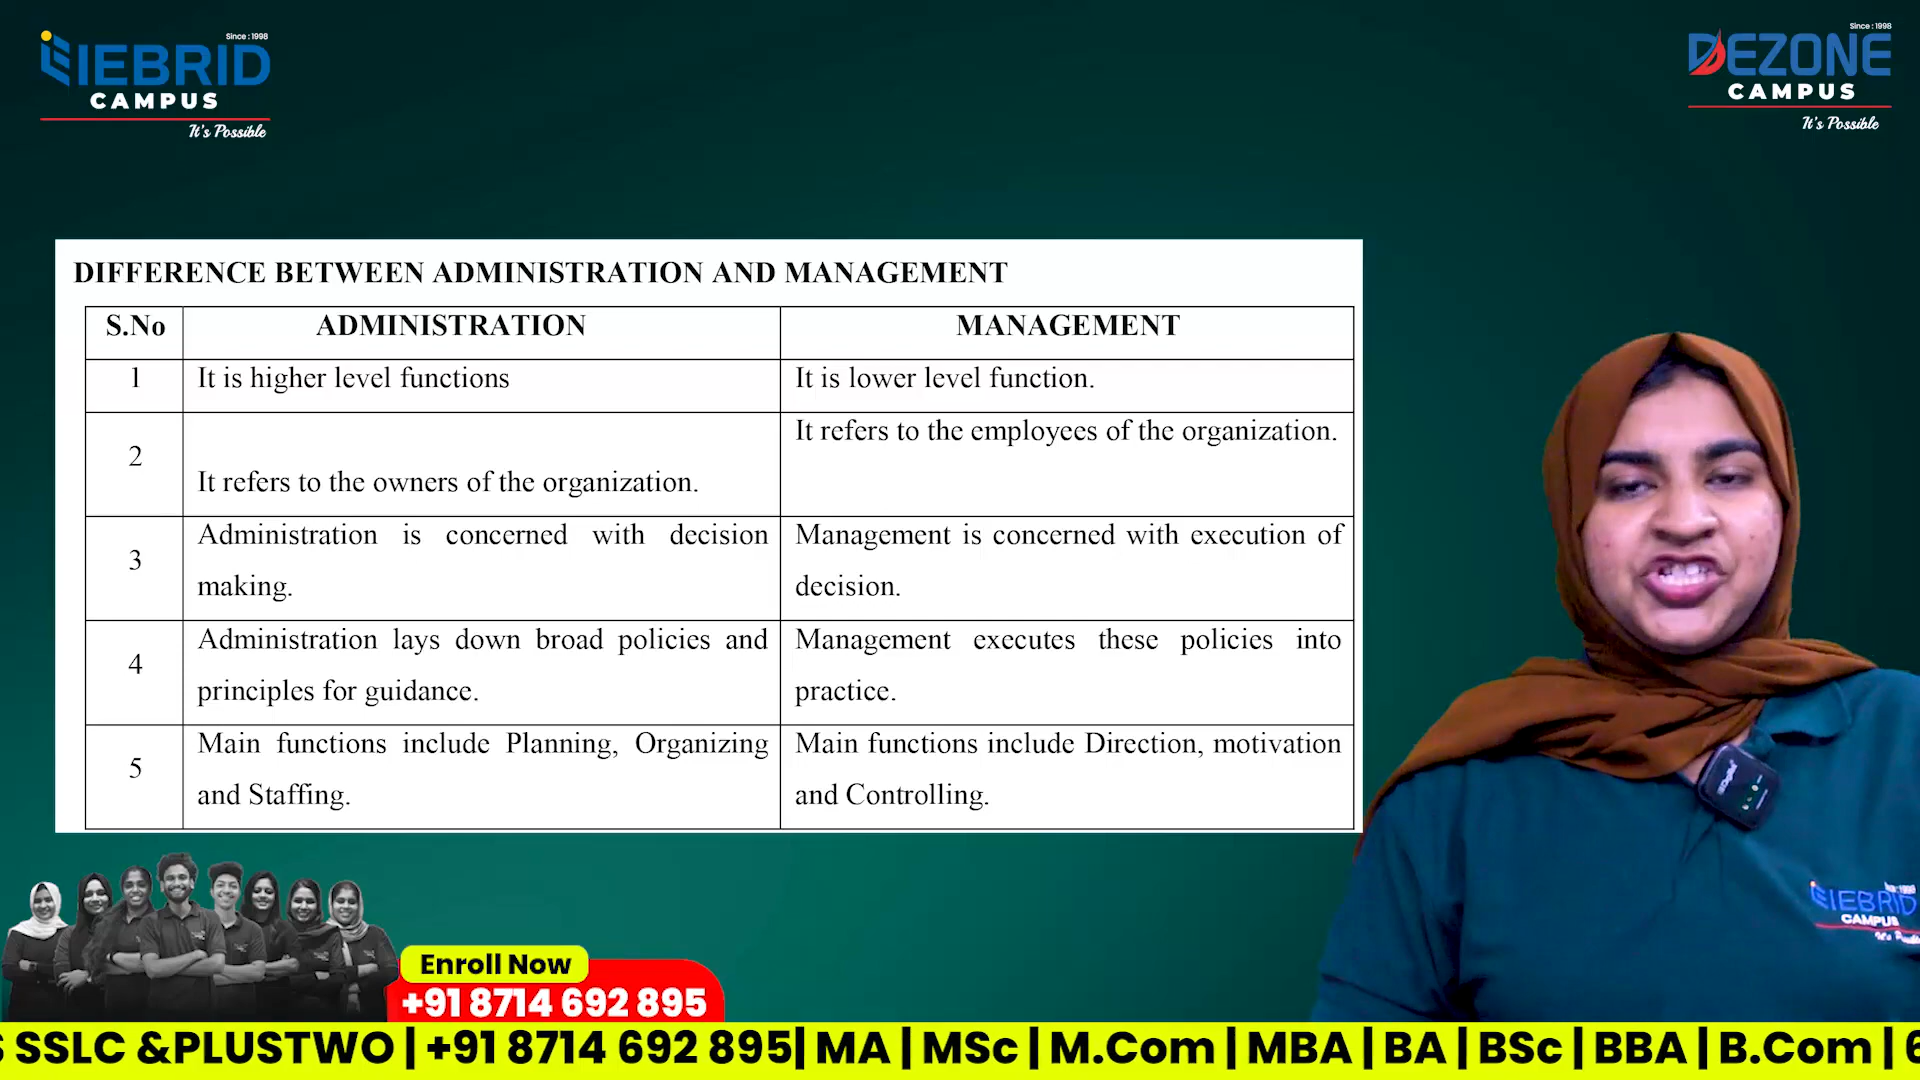 Since : 1998
IEBRID
CAMPUS
It's Possible
Since : 1998
DEZONE
CAMPUS
It's Possible
DIFFERENCE BETWEEN ADMINISTRATION AND MANAGEMENT
S.No ADMINISTRATION MANAGEMENT
1 It is higher level functions It is lower level function.
2 It refers to the owners of the organization. It refers to the employees of the organization.
3 Administration is concerned with decision making. Management is concerned with execution of decision.
4 Administration lays down broad policies and principles for guidance. Management executes these policies into practice.
5 Main functions include Planning, Organizing and Staffing. Main functions include Direction, motivation and Controlling.
IEBRID
CAMPUS
Enroll Now
+91 8714 692 895
S SSLC &PLUSTWO | +91 8714 692 895| MA | MSc | M.Com | MBA | BA | BSc | BBA | B.Com | 6